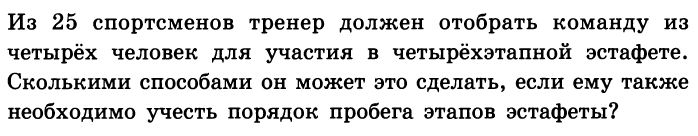 Из 25 спортсменов тренер должен отобрать команду из
четырёх человек для участия в четырёхэтапной эстафете.
Сколькими способами он может это сделать, если ему также
необходимо учесть порядок пробега этапов эстафеты?